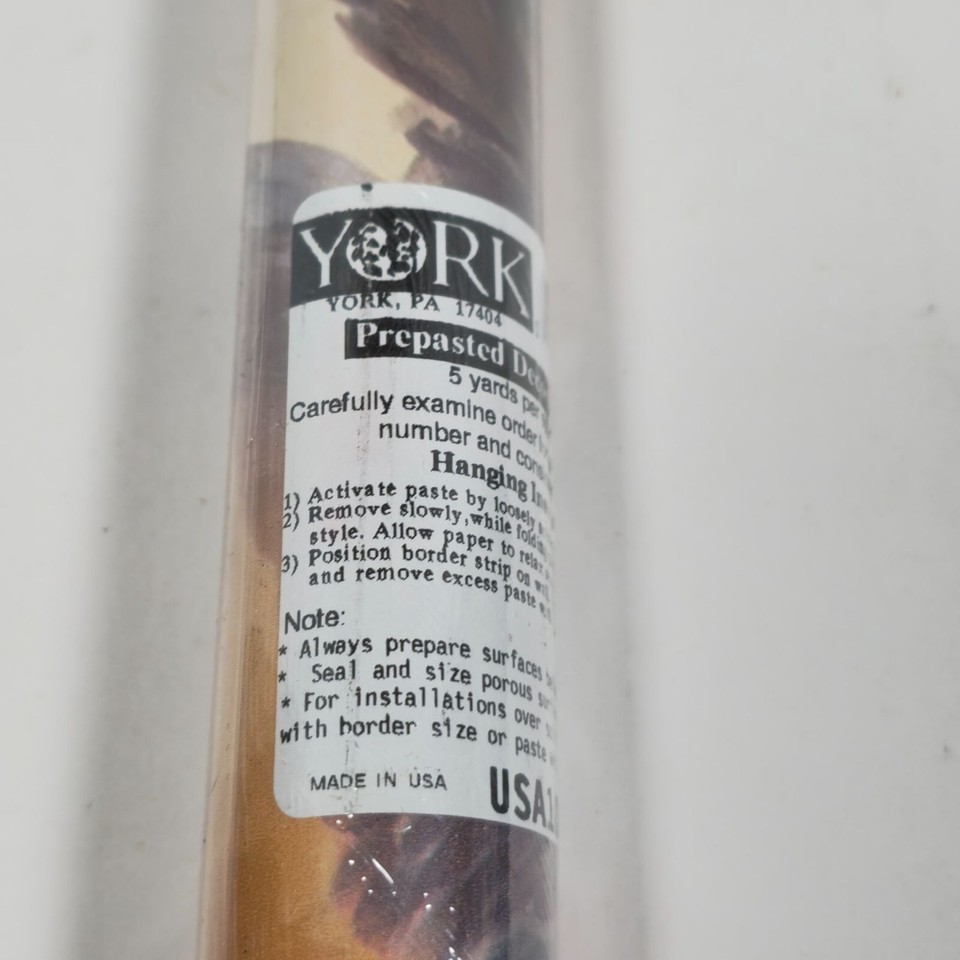 YORK
YORK, PA 17404
Prepasted
5 yards per
Carefully examine order
number and
Hanging
1) Activate paste by loosely
2) Remove slowly,while
style. Allow paper to relax
3) Position border strip on
and remove excess paste
Note:
* Always prepare surfaces
* Seal and size porous
* For installations over
with border size or paste
MADE IN USA
USA1